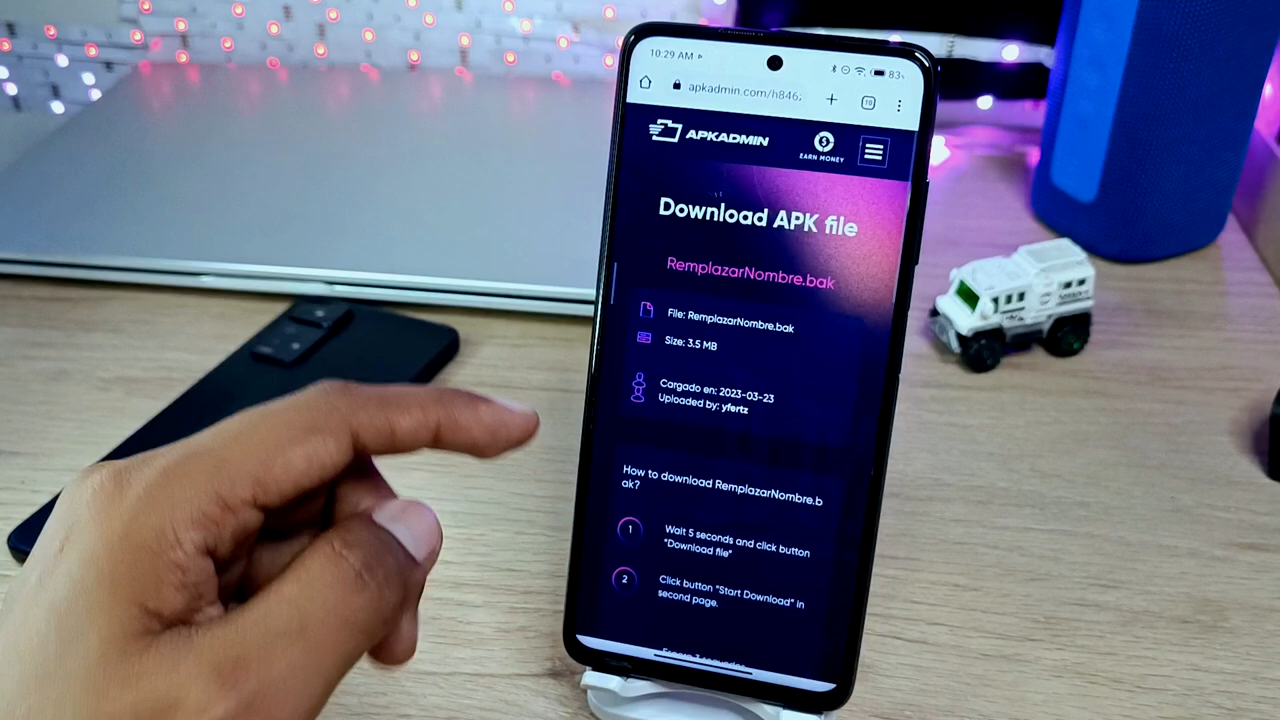 10:29 AM
83%
apkadmin.com/h846
18
APKADMIN
EARN MONEY
Download APK file
RemplazarNombre.bak
File: RemplazarNombre.bak
Size: 3.5 MB
Cargado en: 2023-03-23
Uploaded by: yfertz
How to download RemplazarNombre.b
ak?
1
Wait 5 seconds and click button
"Download file"
2
Click button "Start Download" in
second page.